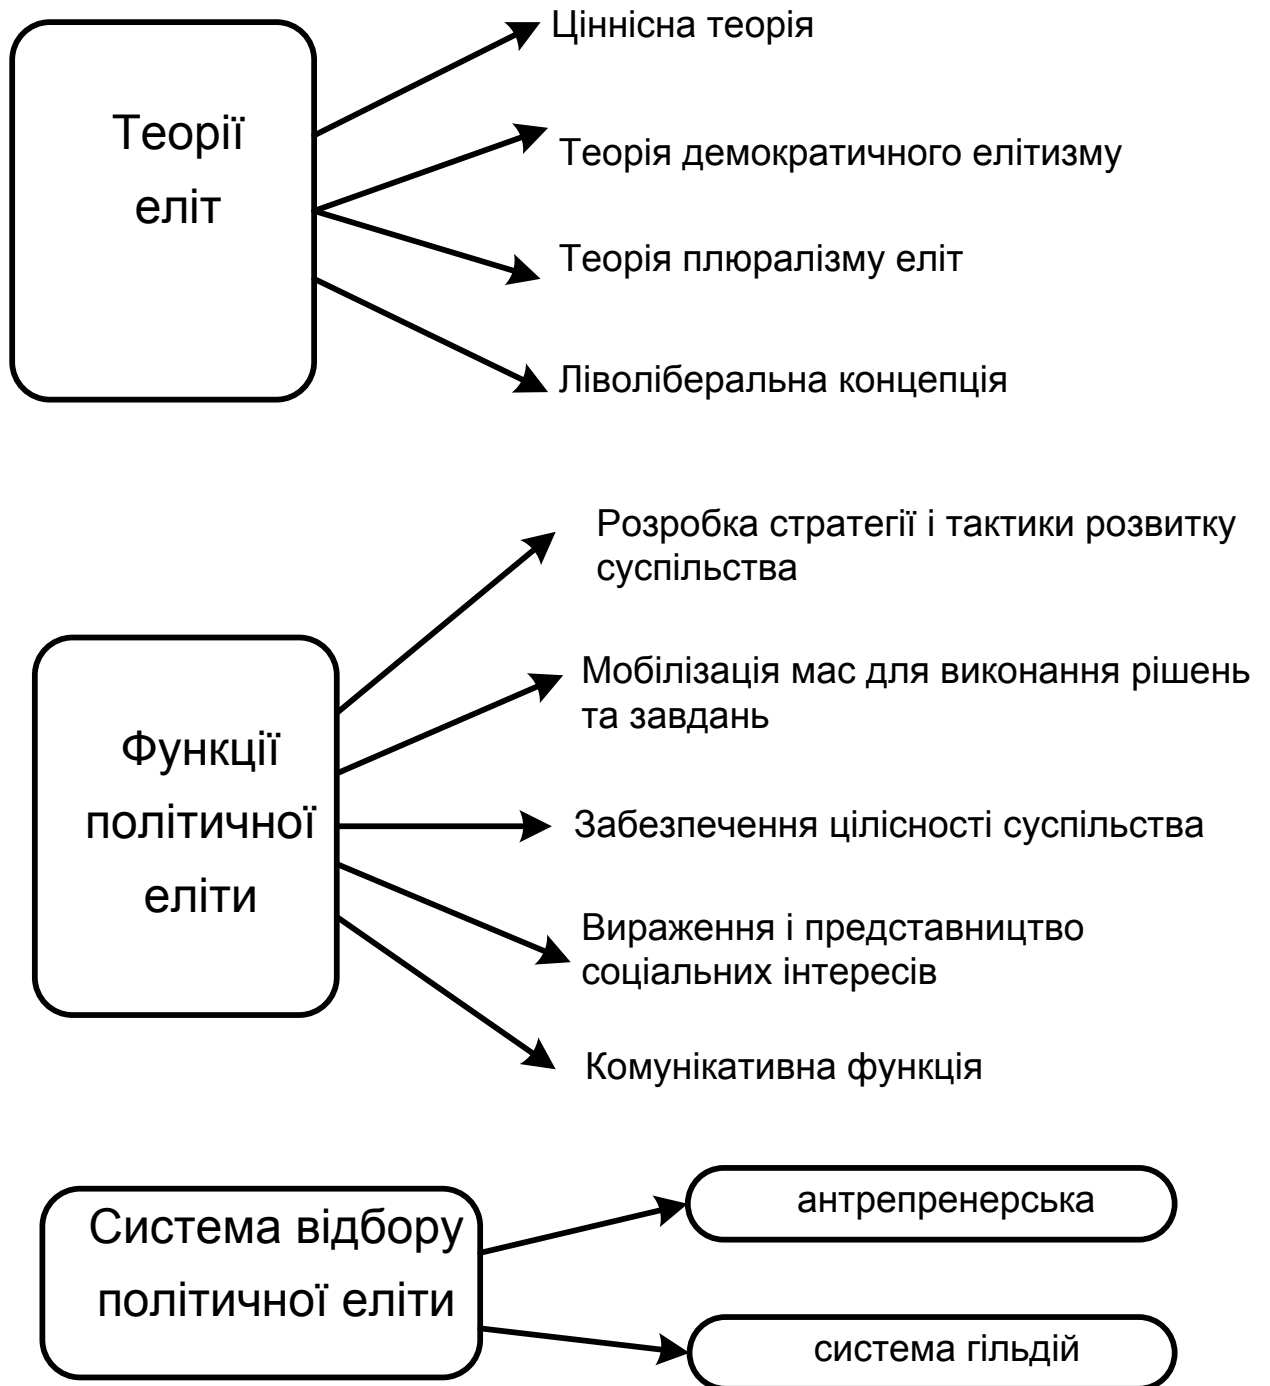 Теорії
еліт
Ціннісна теорія
Теорія демократичного елітизму
Теорія плюралізму еліт
Ліволіберальна концепція
Функції
політичної
еліти
Розробка стратегії і тактики розвитку
суспільства
Мобілізація мас для виконання рішень
та завдань
Забезпечення цілісності суспільства
Вираження і представництво
соціальних інтересів
Комунікативна функція
Система відбору
політичної еліти
антрепренерська
система гільдій